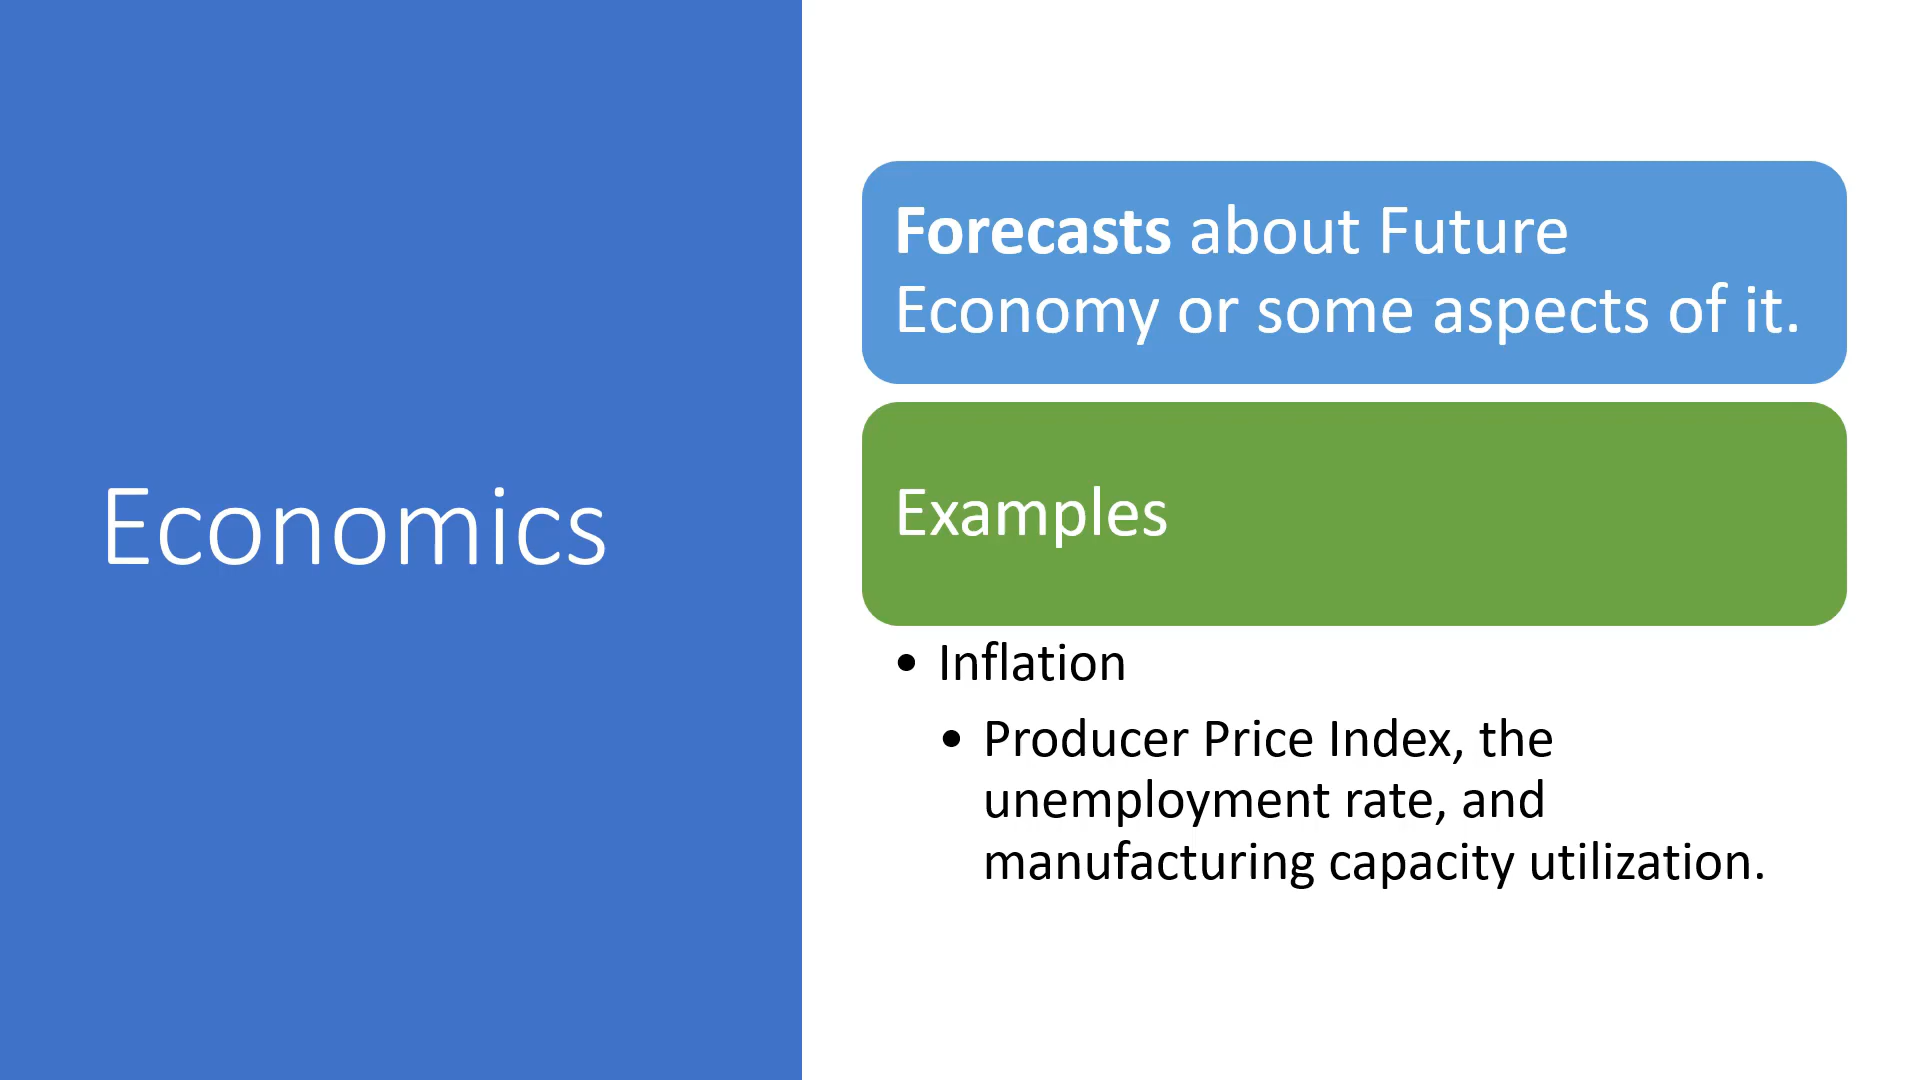 Economics
Forecasts about Future
Economy or some aspects of it.
Examples
• Inflation
• Producer Price Index, the
unemployment rate, and
manufacturing capacity utilization.